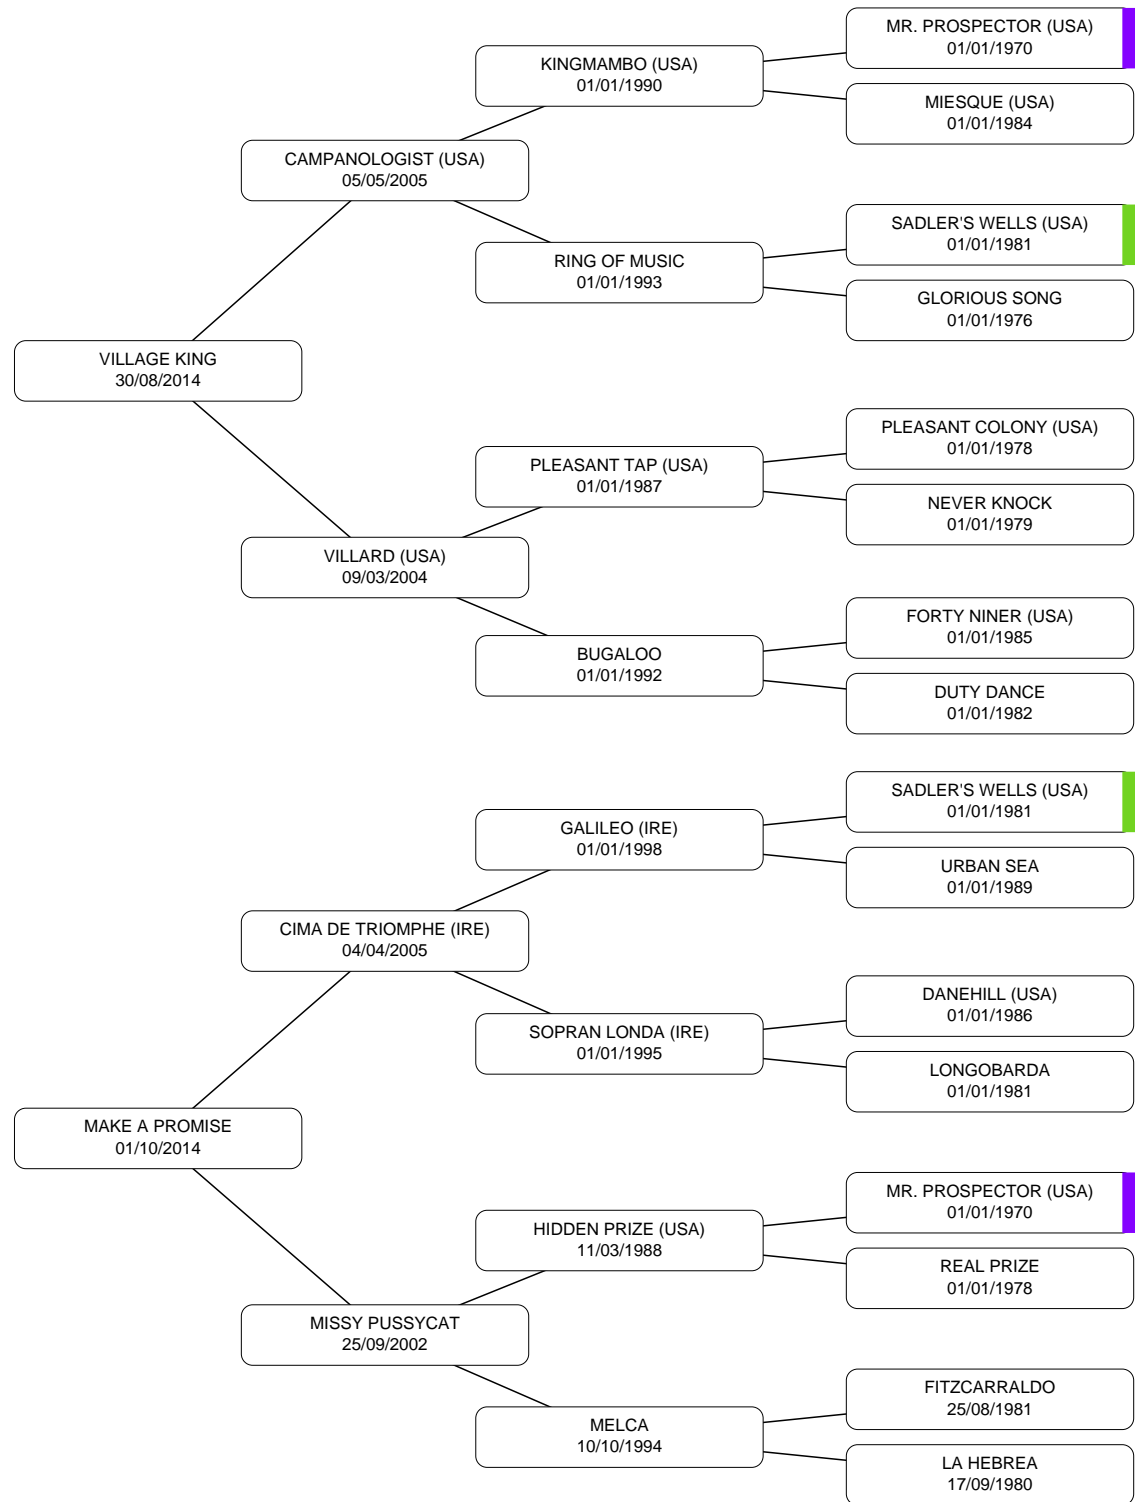 MR. PROSPECTOR (USA)
01/01/1970
KINGMAMBO (USA)
01/01/1990
MIESQUE (USA)
01/01/1984
CAMPANOLOGIST (USA)
05/05/2005
SADLER'S WELLS (USA)
01/01/1981
RING OF MUSIC
01/01/1993
GLORIOUS SONG
01/01/1976
VILLAGE KING
30/08/2014
PLEASANT COLONY (USA)
01/01/1978
PLEASANT TAP (USA)
01/01/1987
NEVER KNOCK
01/01/1979
VILLARD (USA)
09/03/2004
FORTY NINER (USA)
01/01/1985
BUGALOO
01/01/1992
DUTY DANCE
01/01/1982
SADLER'S WELLS (USA)
01/01/1981
GALILEO (IRE)
01/01/1998
URBAN SEA
01/01/1989
CIMA DE TRIOMPHE (IRE)
04/04/2005
DANEHILL (USA)
01/01/1986
SOPRAN LONDA (IRE)
01/01/1995
LONGOBARDA
01/01/1981
MAKE A PROMISE
01/10/2014
MR. PROSPECTOR (USA)
01/01/1970
HIDDEN PRIZE (USA)
11/03/1988
REAL PRIZE
01/01/1978
MISSY PUSSYCAT
25/09/2002
FITZCARRALDO
25/08/1981
MELCA
10/10/1994
LA HEBREA
17/09/1980